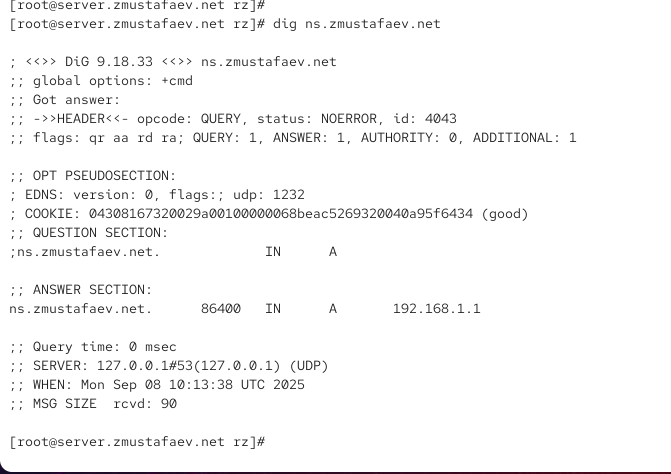 [root@server.zmustafaev.net rz]#
[root@server.zmustafaev.net rz]# dig ns.zmustafaev.net

; <<>> DiG 9.18.33 <<>> ns.zmustafaev.net
;; global options: +cmd
;; Got answer:
;; ->>HEADER<<- opcode: QUERY, status: NOERROR, id: 4043
;; flags: qr aa rd ra; QUERY: 1, ANSWER: 1, AUTHORITY: 0, ADDITIONAL: 1

;; OPT PSEUDOSECTION:
; EDNS: version: 0, flags:; udp: 1232
; COOKIE: 04308167320029a00100000068beac5269320040a95f6434 (good)
;; QUESTION SECTION:
;ns.zmustafaev.net.             IN      A

;; ANSWER SECTION:
ns.zmustafaev.net.      86400   IN      A       192.168.1.1

;; Query time: 0 msec
;; SERVER: 127.0.0.1#53(127.0.0.1) (UDP)
;; WHEN: Mon Sep 08 10:13:38 UTC 2025
;; MSG SIZE  rcvd: 90

[root@server.zmustafaev.net rz]#